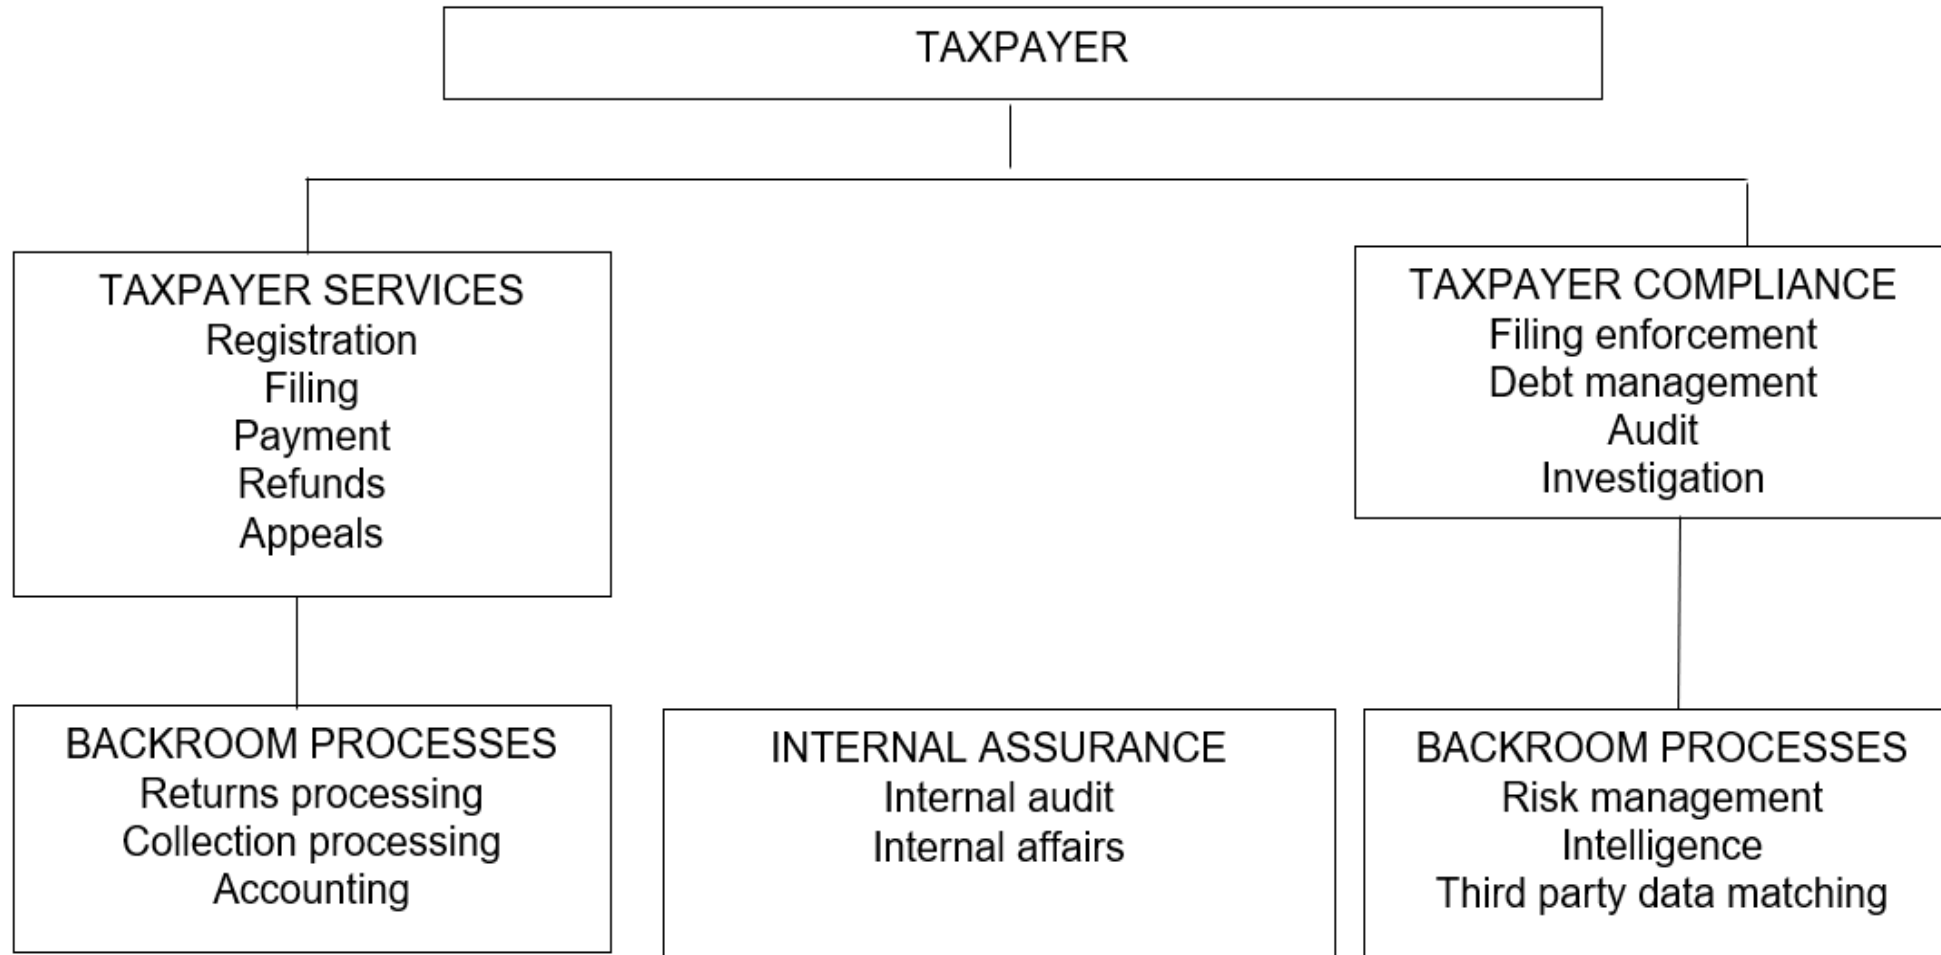 TAXPAYER
TAXPAYER SERVICES
Registration
Filing
Payment
Refunds
Appeals
TAXPAYER COMPLIANCE
Filing enforcement
Debt management
Audit
Investigation
BACKROOM PROCESSES
Returns processing
Collection processing
Accounting
INTERNAL ASSURANCE
Internal audit
Internal affairs
BACKROOM PROCESSES
Risk management
Intelligence
Third party data matching